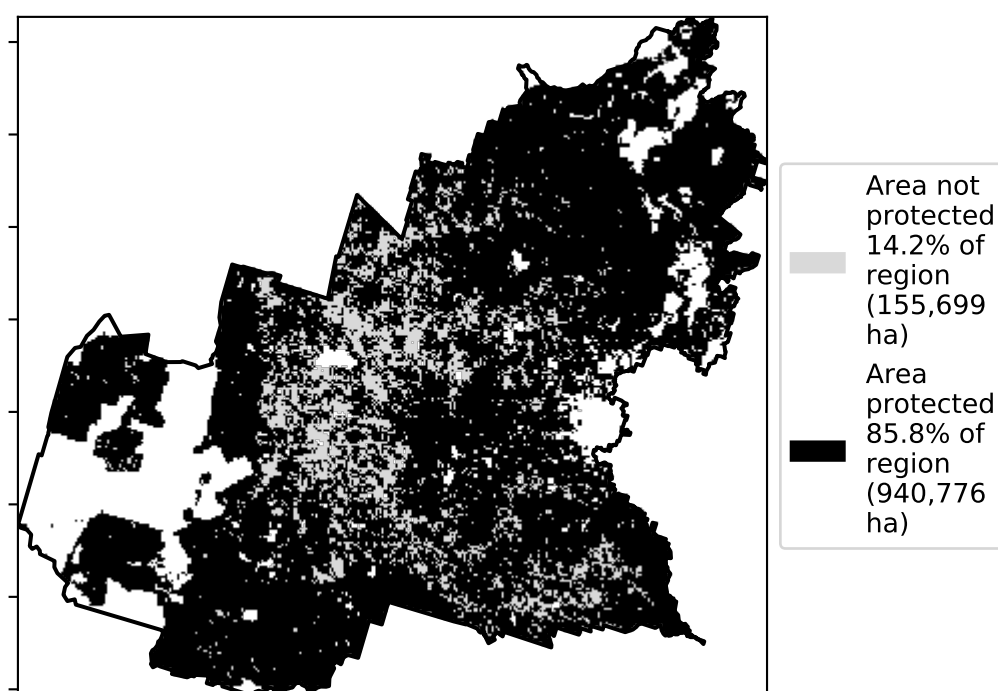 Area not
protected
14.2% of
region
(155,699
ha)
Area
protected
85.8% of
region
(940,776
ha)